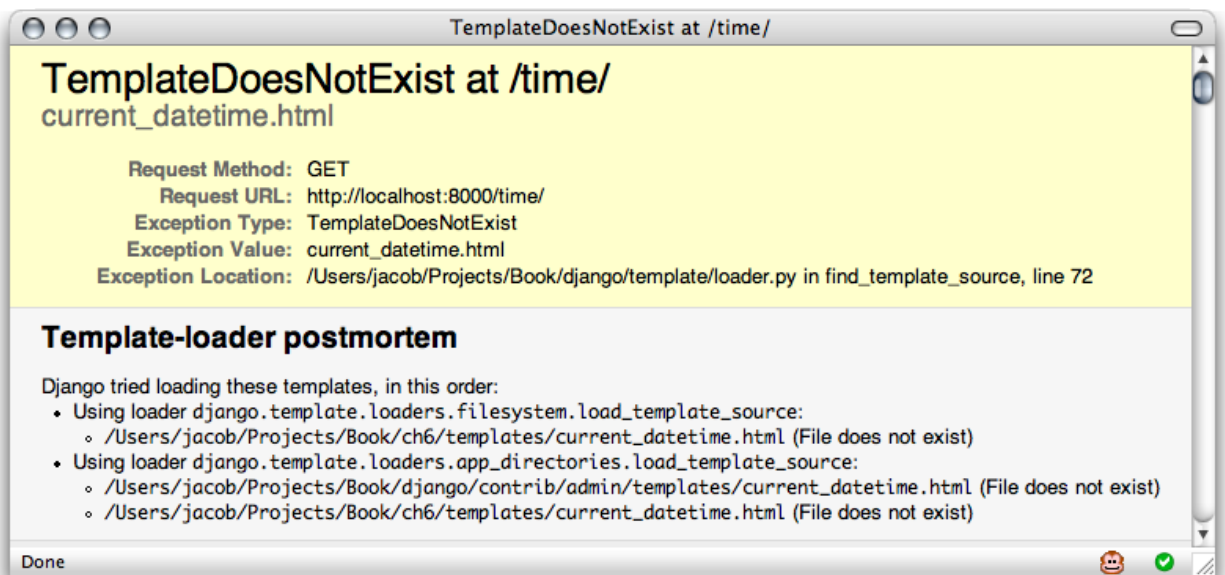 TemplateDoesNotExist at /time/
TemplateDoesNotExist at /time/
current_datetime.html
Request Method: GET
Request URL: http://localhost:8000/time/
Exception Type: TemplateDoesNotExist
Exception Value: current_datetime.html
Exception Location: /Users/jacob/Projects/Book/django/template/loader.py in find_template_source, line 72
Template-loader postmortem
Django tried loading these templates, in this order:
• Using loader django.template.loaders.filesystem.load_template_source:
◦ /Users/jacob/Projects/Book/ch6/templates/current_datetime.html (File does not exist)
• Using loader django.template.loaders.app_directories.load_template_source:
◦ /Users/jacob/Projects/Book/django/contrib/admin/templates/current_datetime.html (File does not exist)
◦ /Users/jacob/Projects/Book/ch6/templates/current_datetime.html (File does not exist)
Done